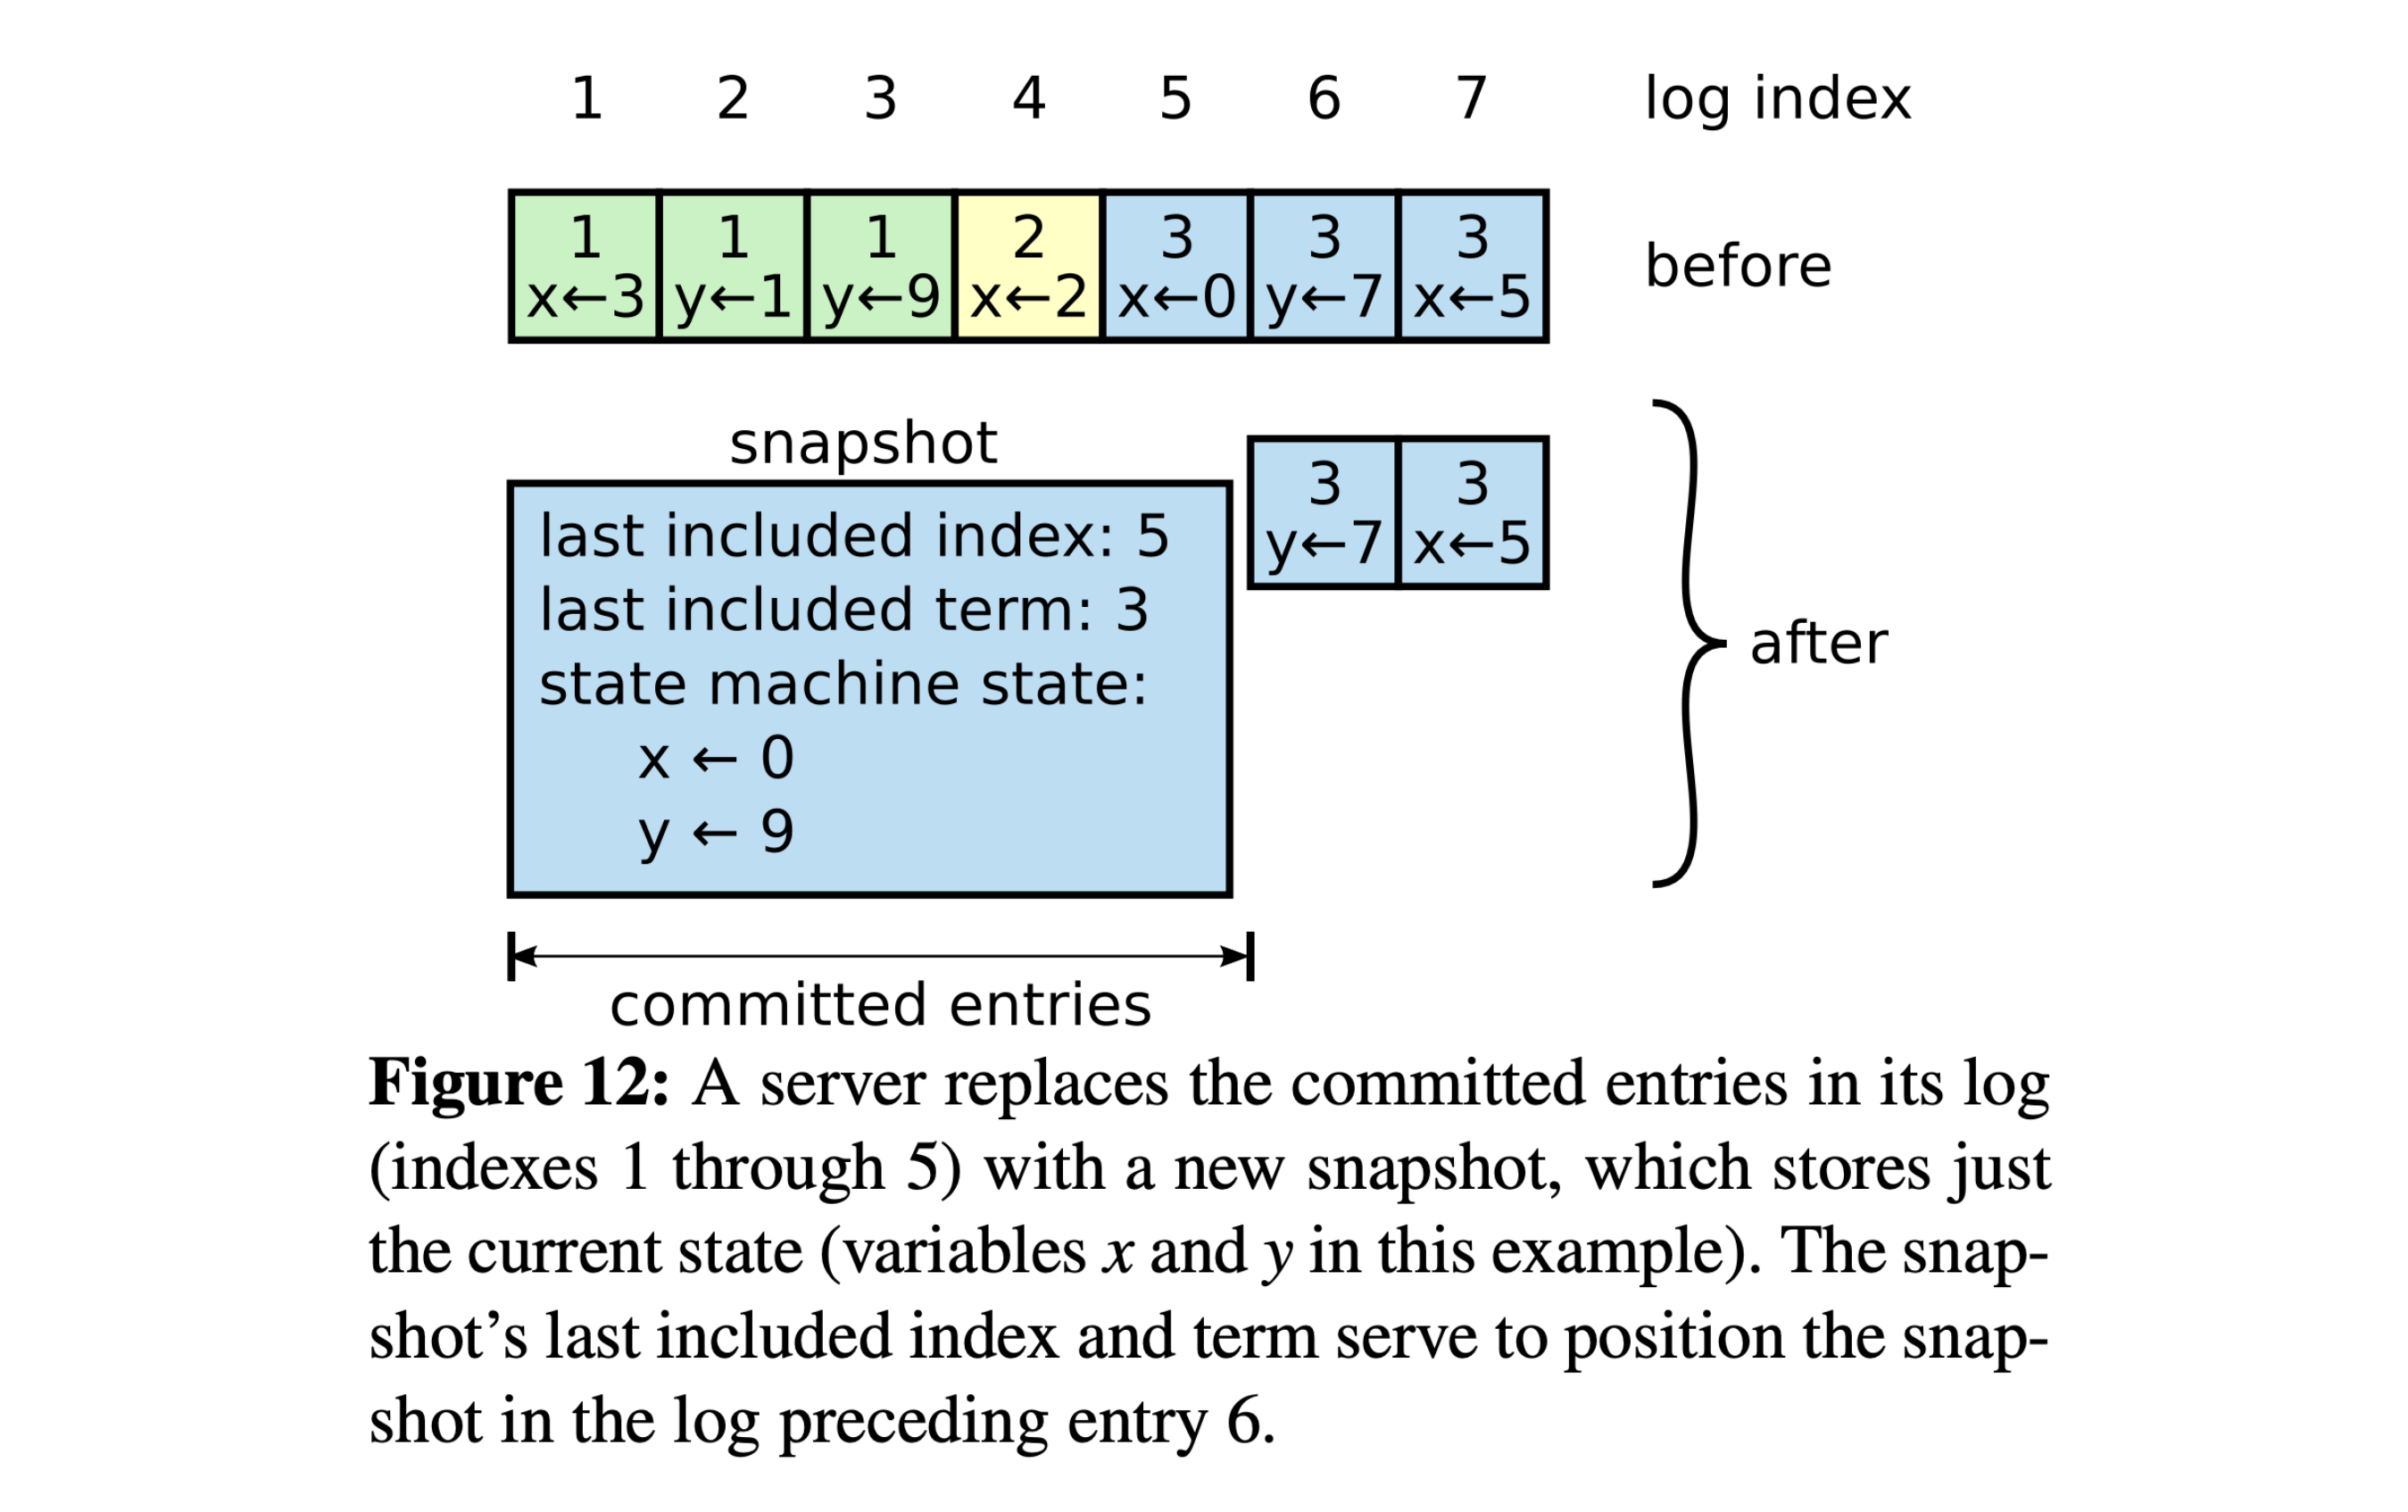 1 2 3 4 5 6 7 log index
1 1 1 2 3 3 3
before
x←3 y←1 y←9 x←2 x←0 y←7 x←5
snapshot
3 3
y←7 x←5
last included index: 5
last included term: 3
state machine state:
x ← 0
y ← 9
after
committed entries
Figure 12: A server replaces the committed entries in its log
(indexes 1 through 5) with a new snapshot, which stores just
the current state (variables x and y in this example). The snap-
shot’s last included index and term serve to position the snap-
shot in the log preceding entry 6.